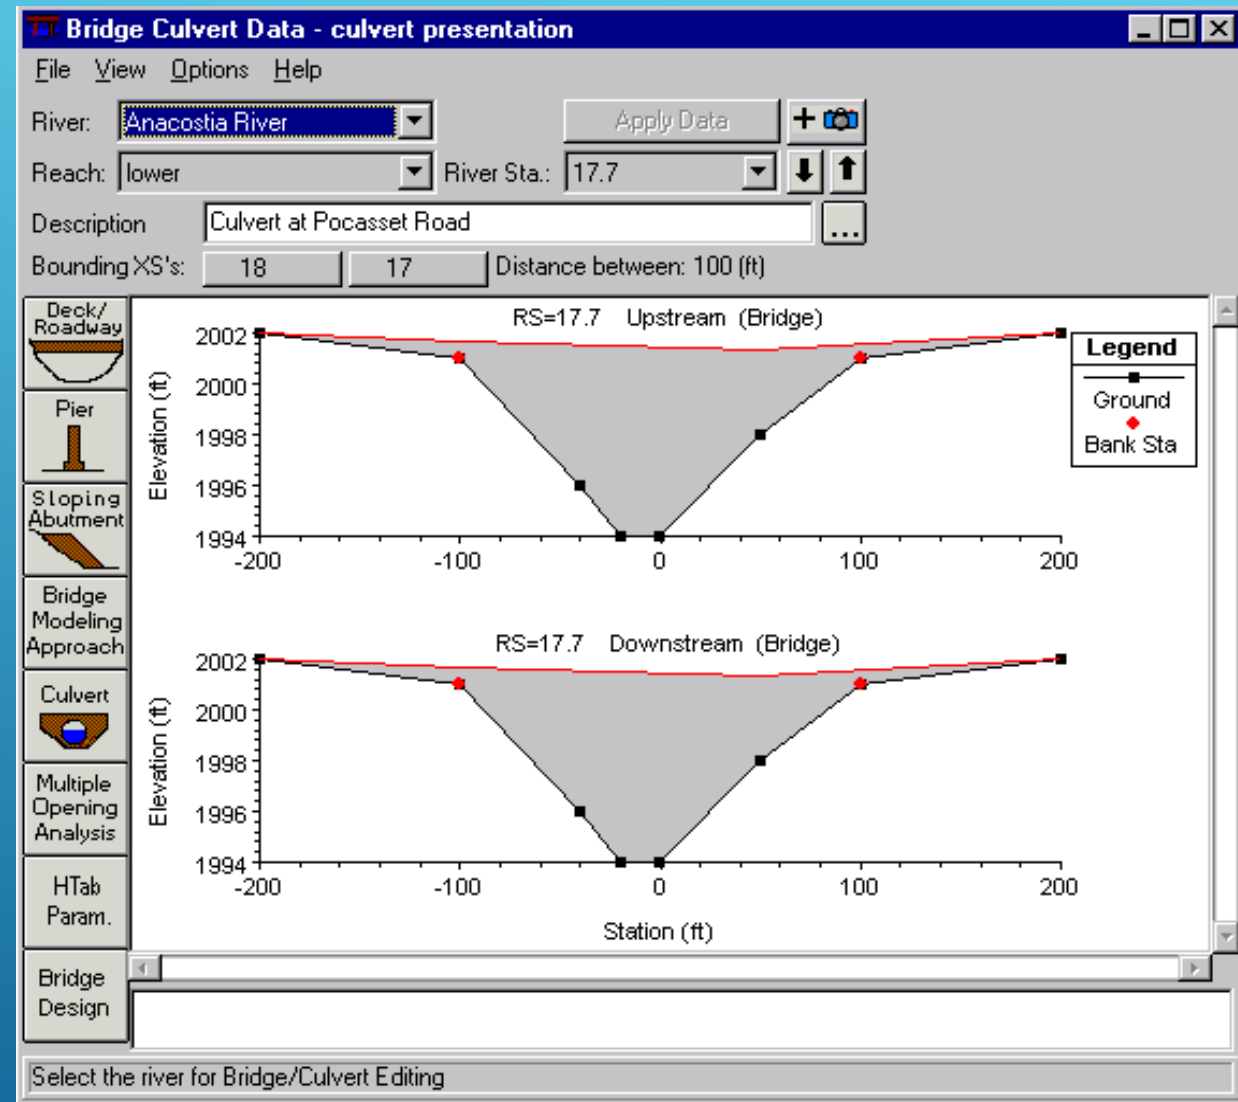 Bridge Culvert Data - culvert presentation
File View Options Help
River: Anacostia River Apply Data +
Reach: lower River Sta.: 17.7
Description Culvert at Pocasset Road ...
Bounding XS's: 18 17 Distance between: 100 (ft)
Deck/
Roadway
Pier
Sloping
Abutment
Bridge
Modeling
Approach
Culvert
Multiple
Opening
Analysis
HTab
Param.
Bridge
Design
RS=17.7 Upstream (Bridge)
Elevation (ft)
2002
2000
1998
1996
1994
-200 -100 0 100 200
Legend
Ground
Bank Sta
RS=17.7 Downstream (Bridge)
Elevation (ft)
2002
2000
1998
1996
1994
-200 -100 0 100 200
Station (ft)
Select the river for Bridge/Culvert Editing